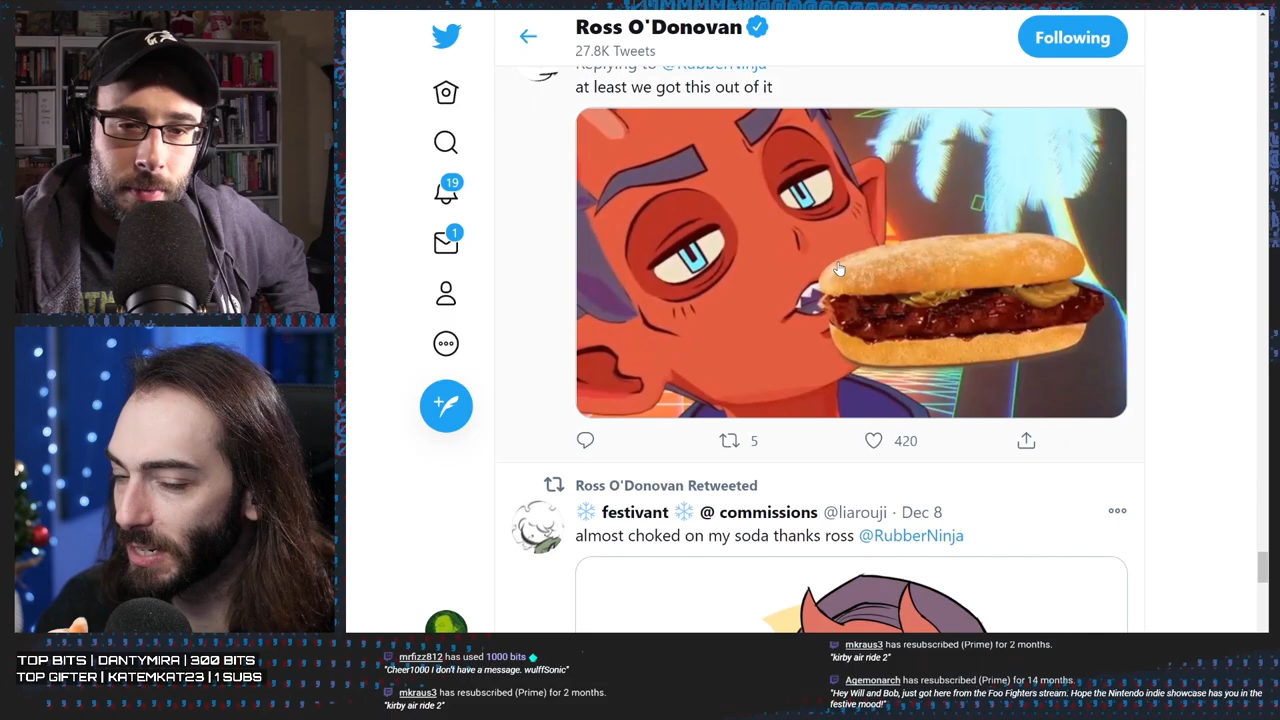 Ross O'Donovan
27.8K Tweets
Following
Replying to @RubberNinja
at least we got this out of it
19
1
5
420
Ross O'Donovan Retweeted
festivant @ commissions @liarouji · Dec 8
almost choked on my soda thanks ross @RubberNinja
TOP BITS | DANTYMIRA | 300 BITS
TOP GIFTER | KATEMKAT23 | 1 SUBS
mrfizz812 has used 1000 bits
"Cheer1000 I don't have a message. wulffSonic"
mkraus3 has resubscribed (Prime) for 2 months.
"kirby air ride 2"
mkraus3 has resubscribed (Prime) for 2 months.
"kirby air ride 2"
Agemonarch has resubscribed (Prime) for 14 months.
"Hey Will and Bob, just got here from the Foo Fighters stream. Hope the Nintendo indie showcase has you in the
festive mood!"